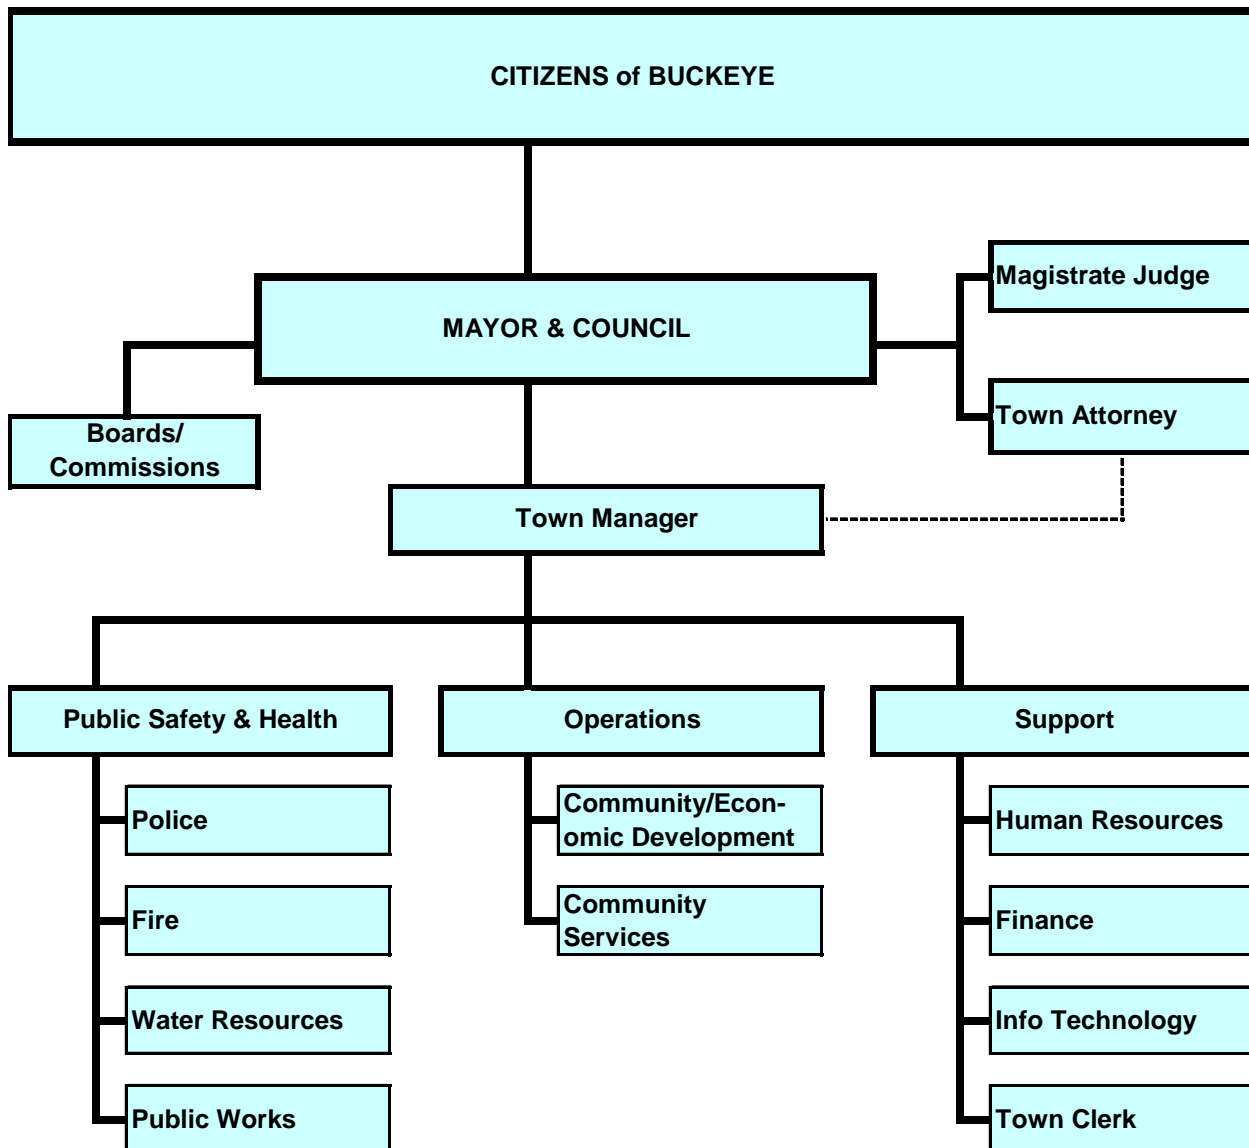 CITIZENS of BUCKEYE
Magistrate Judge
MAYOR & COUNCIL
Town Attorney
Boards/
Commissions
Town Manager
Public Safety & Health
Operations
Support
Police
Community/Econ-
omic Development
Human Resources
Fire
Community
Services
Finance
Water Resources
Info Technology
Public Works
Town Clerk